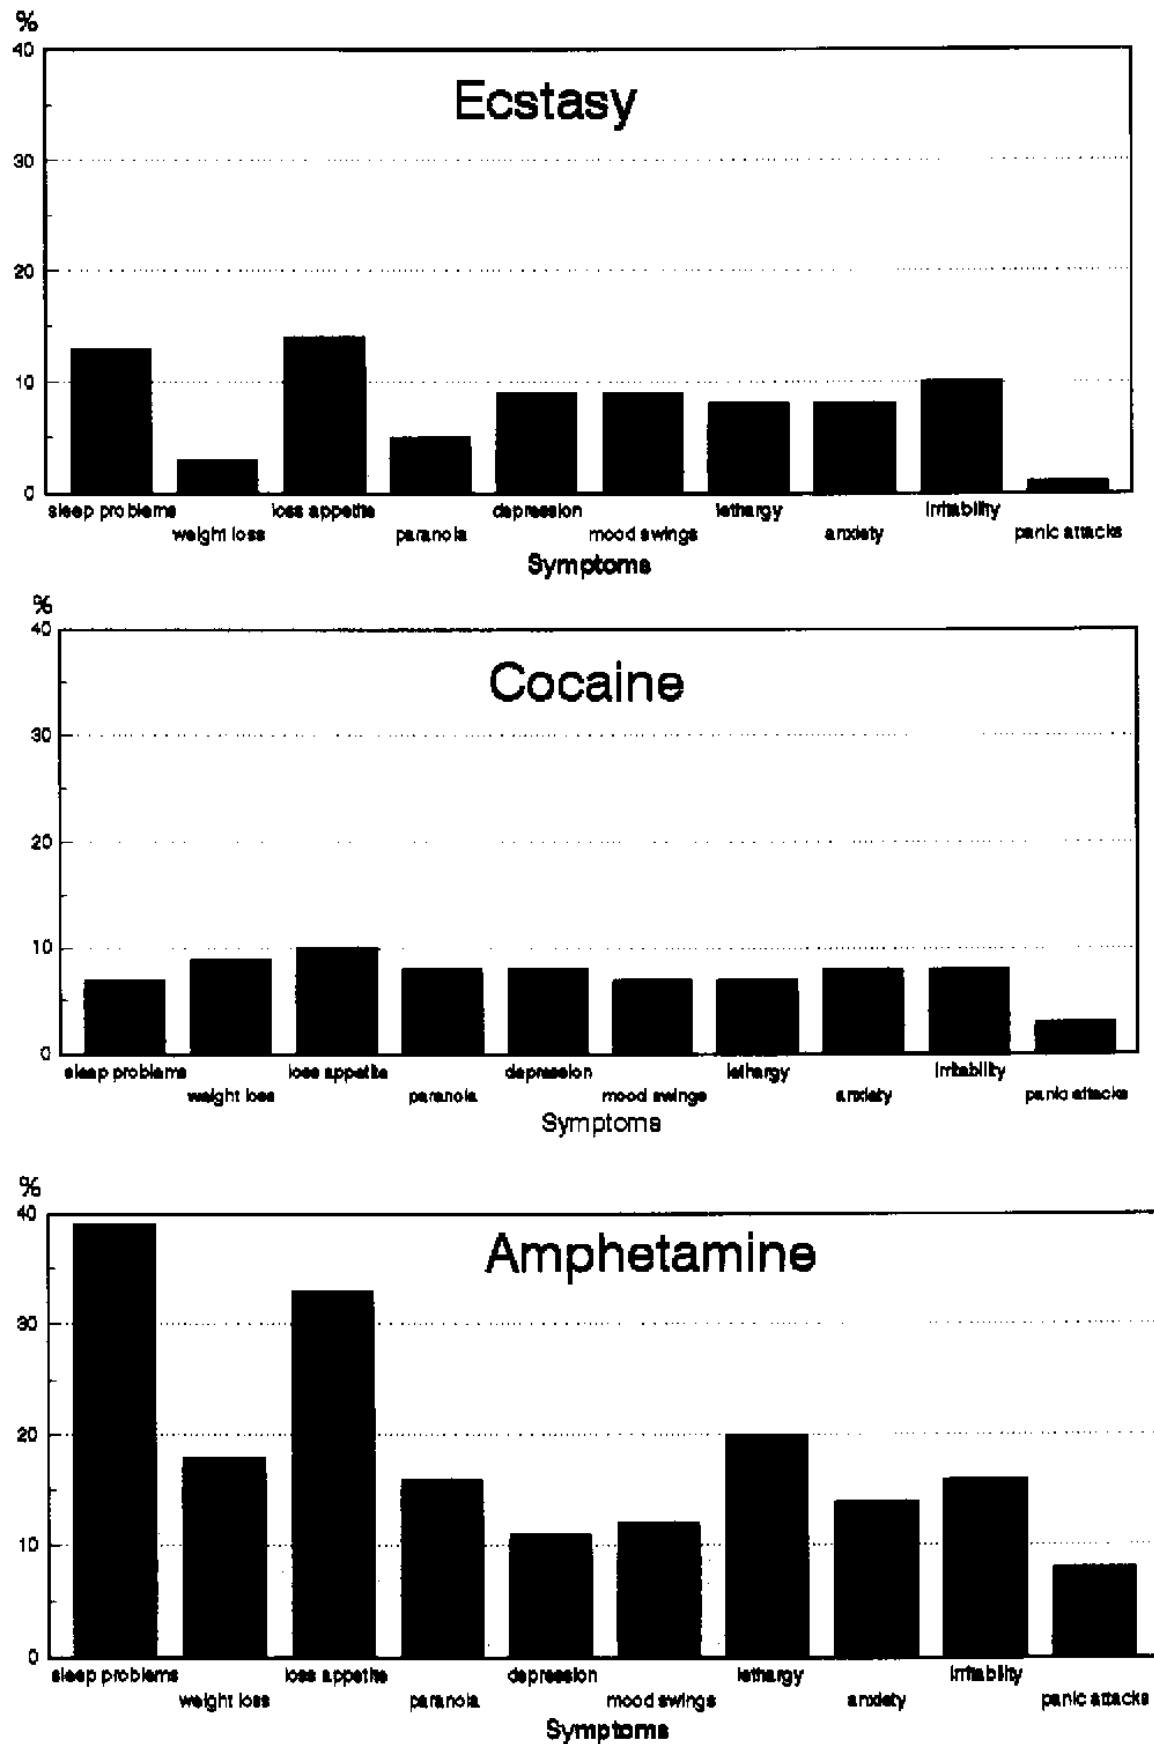 %
40
Ecstasy
30
20
10
0
sleep problems loss appetite depression lethargy irritability
weight loss paranoia mood swings anxiety panic attacks
Symptoms
%
40
Cocaine
30
20
10
0
sleep problems loss appetite depression lethargy irritability
weight loss paranoia mood swings anxiety panic attacks
Symptoms
%
40
Amphetamine
30
20
10
0
sleep problems loss appetite depression lethargy irritability
weight loss paranoia mood swings anxiety panic attacks
Symptoms